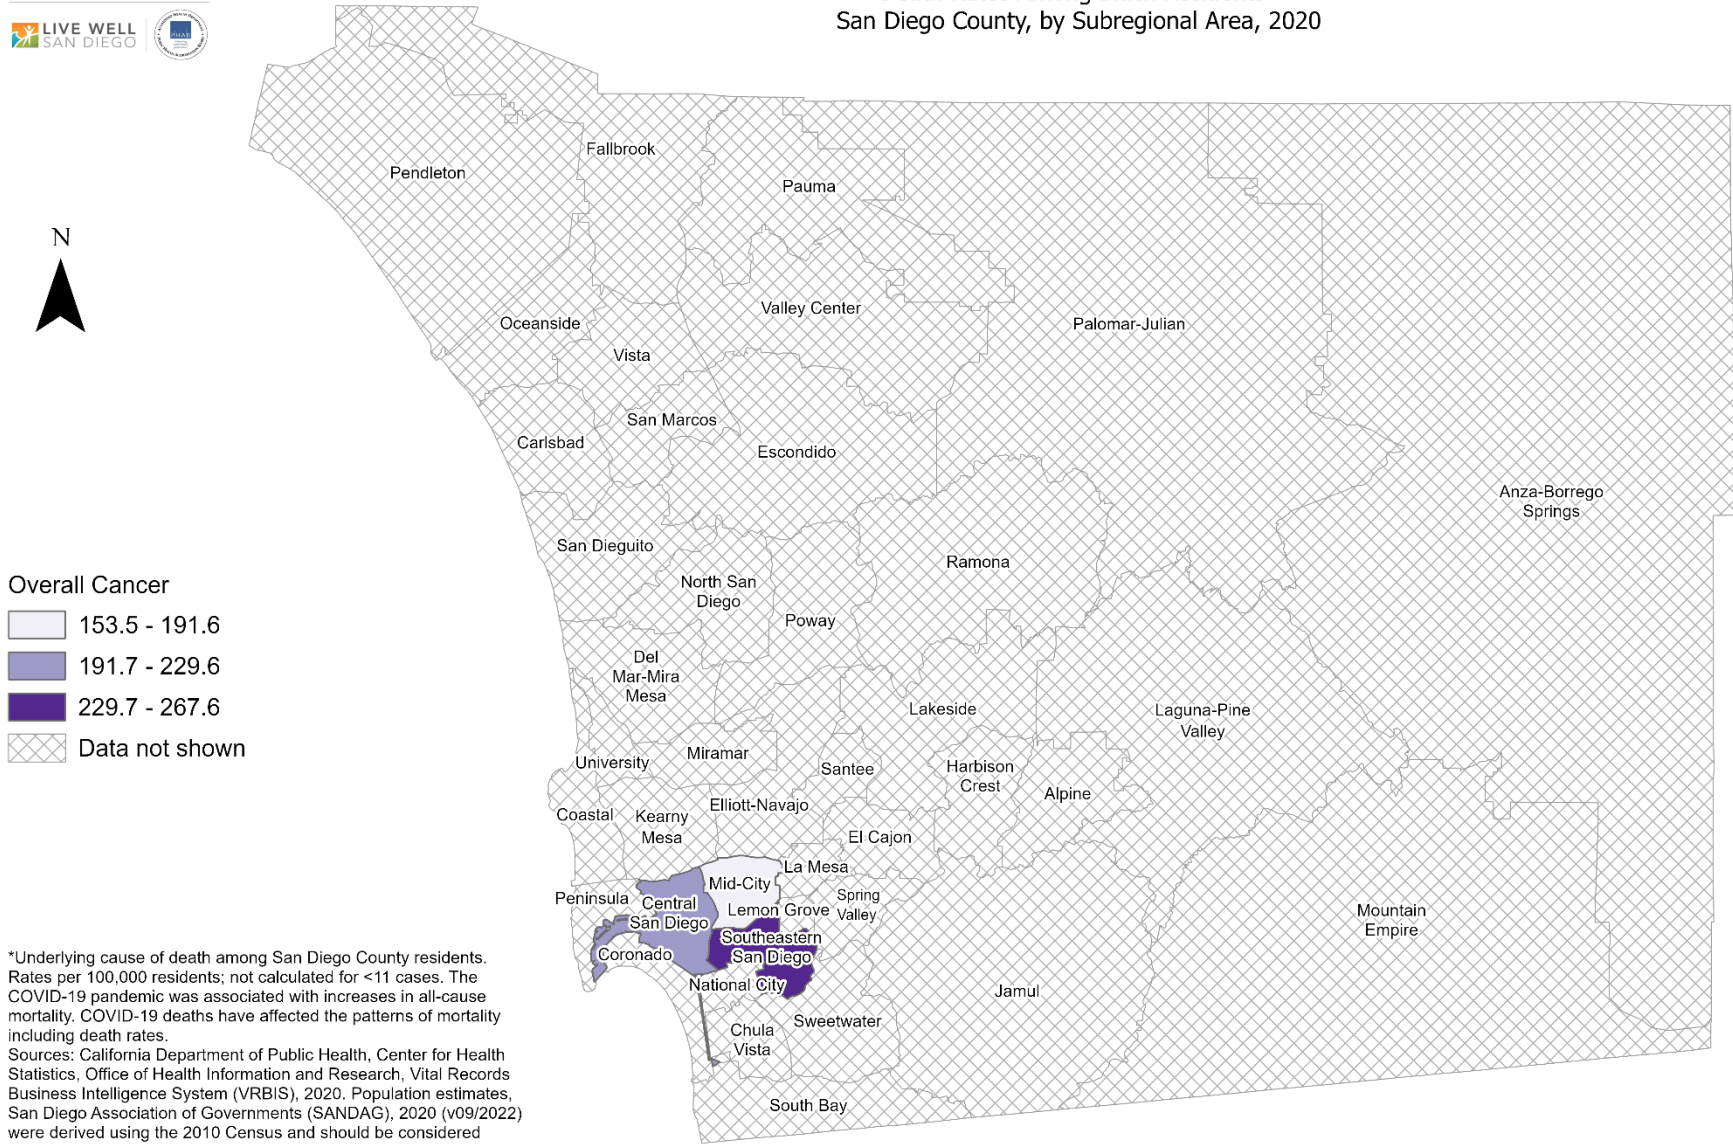 LIVE WELL
SAN DIEGO
PHAB
San Diego County, by Subregional Area, 2020
Fallbrook
Pendleton
Pauma
N
Valley Center
Oceanside
Palomar-Julian
Vista
San Marcos
Carlsbad
Escondido
Anza-Borrego
Springs
San Dieguito
Ramona
North San
Diego
Poway
Del
Mar-Mira
Mesa
Lakeside
Laguna-Pine
Valley
Miramar
University
Santee
Harbison
Crest
Alpine
Elliott-Navajo
Coastal
Kearny
Mesa
El Cajon
La Mesa
Mid-City
Peninsula
Central
San Diego
Spring
Valley
Lemon Grove
Mountain
Empire
Southeastern
San Diego
Coronado
National City
Jamul
Sweetwater
Chula
Vista
South Bay
Overall Cancer
153.5 - 191.6
191.7 - 229.6
229.7 - 267.6
Data not shown
*Underlying cause of death among San Diego County residents.
Rates per 100,000 residents; not calculated for <11 cases. The
COVID-19 pandemic was associated with increases in all-cause
mortality. COVID-19 deaths have affected the patterns of mortality
including death rates.
Sources: California Department of Public Health, Center for Health
Statistics, Office of Health Information and Research, Vital Records
Business Intelligence System (VRBIS), 2020. Population estimates,
San Diego Association of Governments (SANDAG), 2020 (v09/2022)
were derived using the 2010 Census and should be considered